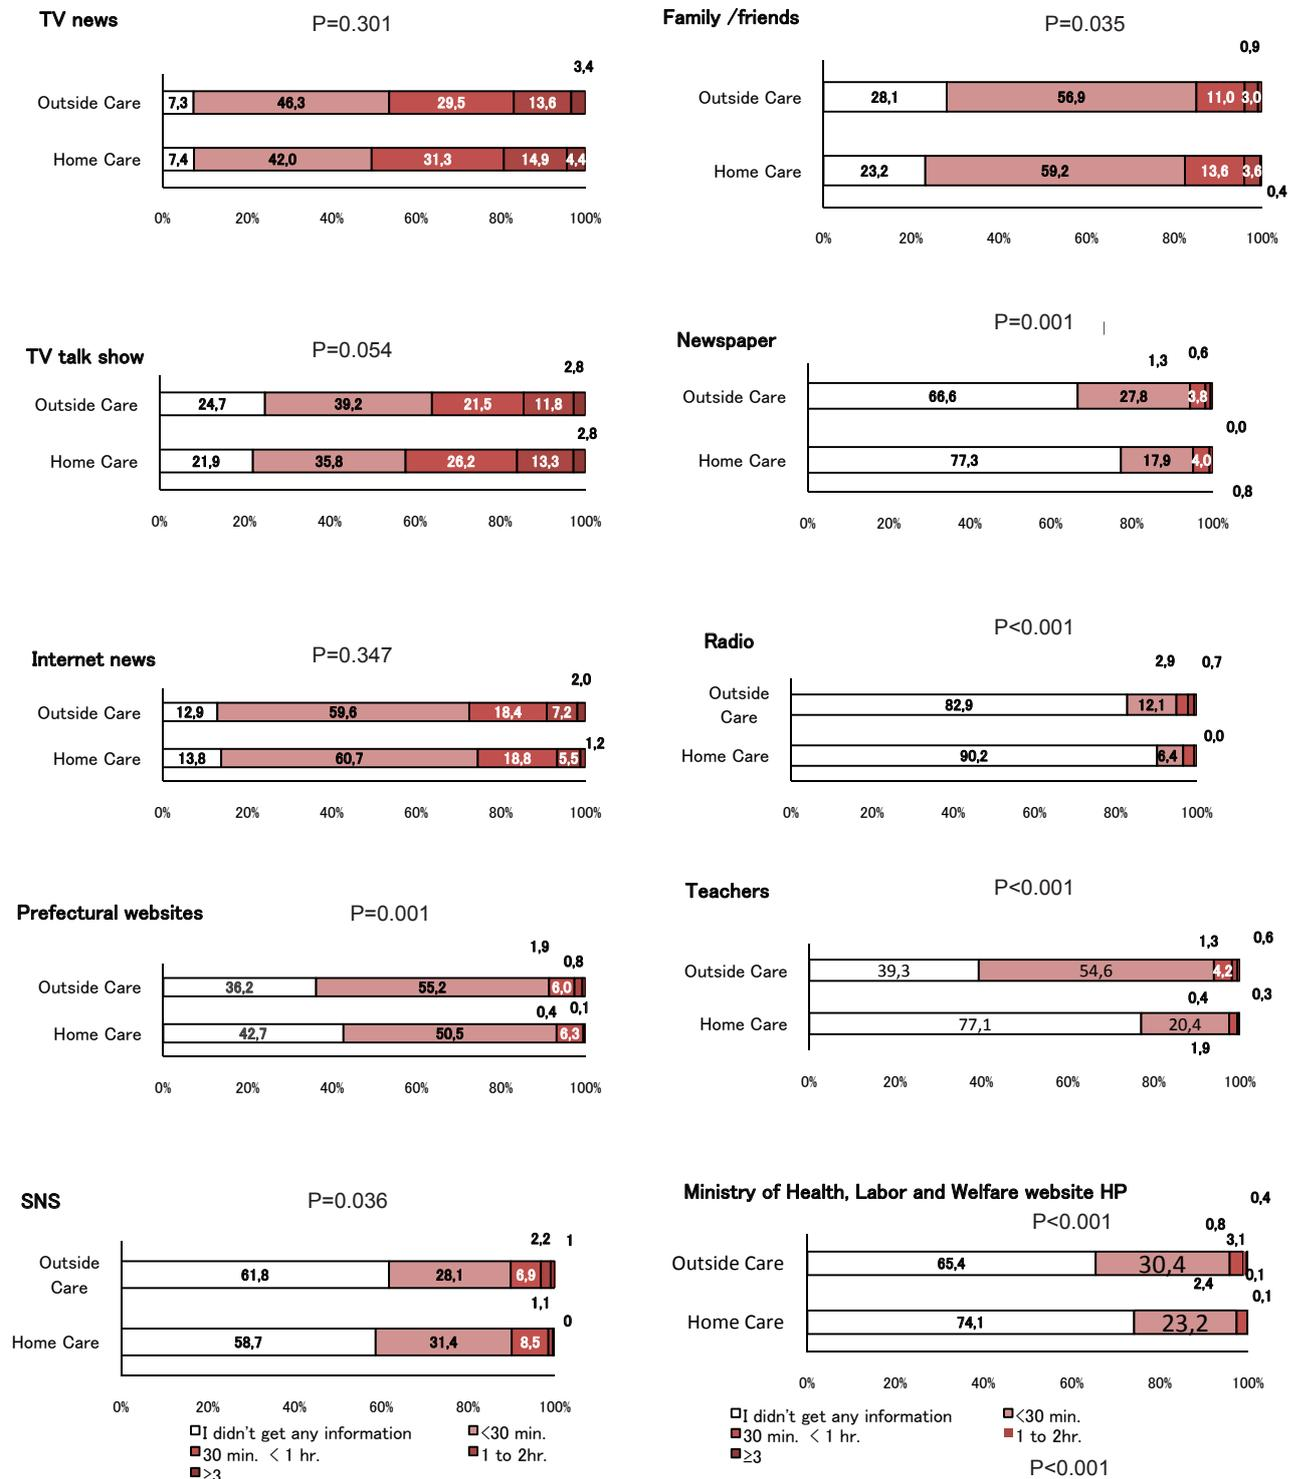 TV news
P=0.301
3,4
Outside Care 7,3 46,3 29,5 13,6
Home Care 7,4 42,0 31,3 14,9 4,4
0% 20% 40% 60% 80% 100%
Family /friends
P=0.035
0,9
Outside Care 28,1 56,9 11,0 3,0
Home Care 23,2 59,2 13,6 3,6
0,4
0% 20% 40% 60% 80% 100%
TV talk show
P=0.054
2,8
Outside Care 24,7 39,2 21,5 11,8
2,8
Home Care 21,9 35,8 26,2 13,3
0% 20% 40% 60% 80% 100%
Newspaper
P=0.001
1,3 0,6
Outside Care 66,6 27,8 3,8
0,0
Home Care 77,3 17,9 4,0
0,8
0% 20% 40% 60% 80% 100%
Internet news
P=0.347
2,0
Outside Care 12,9 59,6 18,4 7,2
1,2
Home Care 13,8 60,7 18,8 5,5
0% 20% 40% 60% 80% 100%
Radio
P<0.001
2,9 0,7
Outside
Care
82,9 12,1
0,0
Home Care 90,2 6,4
0% 20% 40% 60% 80% 100%
Prefectural websites
P=0.001
1,9
0,8
Outside Care 36,2 55,2 6,0
0,4 0,1
Home Care 42,7 50,5 6,3
0% 20% 40% 60% 80% 100%
Teachers
P<0.001
1,3 0,6
Outside Care 39,3 54,6 4,2
0,4 0,3
Home Care 77,1 20,4
1,9
0% 20% 40% 60% 80% 100%
SNS
P=0.036
2,2 1
Outside
Care
61,8 28,1 6,9
1,1
0
Home Care 58,7 31,4 8,5
0% 20% 40% 60% 80% 100%
I didn't get any information <30 min.
30 min. < 1 hr. 1 to 2hr.
≥3
Ministry of Health, Labor and Welfare website HP
0,4
P<0.001
0,8
3,1
Outside Care 65,4 30,4
2,4 0,1
0,1
Home Care 74,1 23,2
0% 20% 40% 60% 80% 100%
I didn't get any information <30 min.
30 min. < 1 hr. 1 to 2hr.
≥3
P<0.001